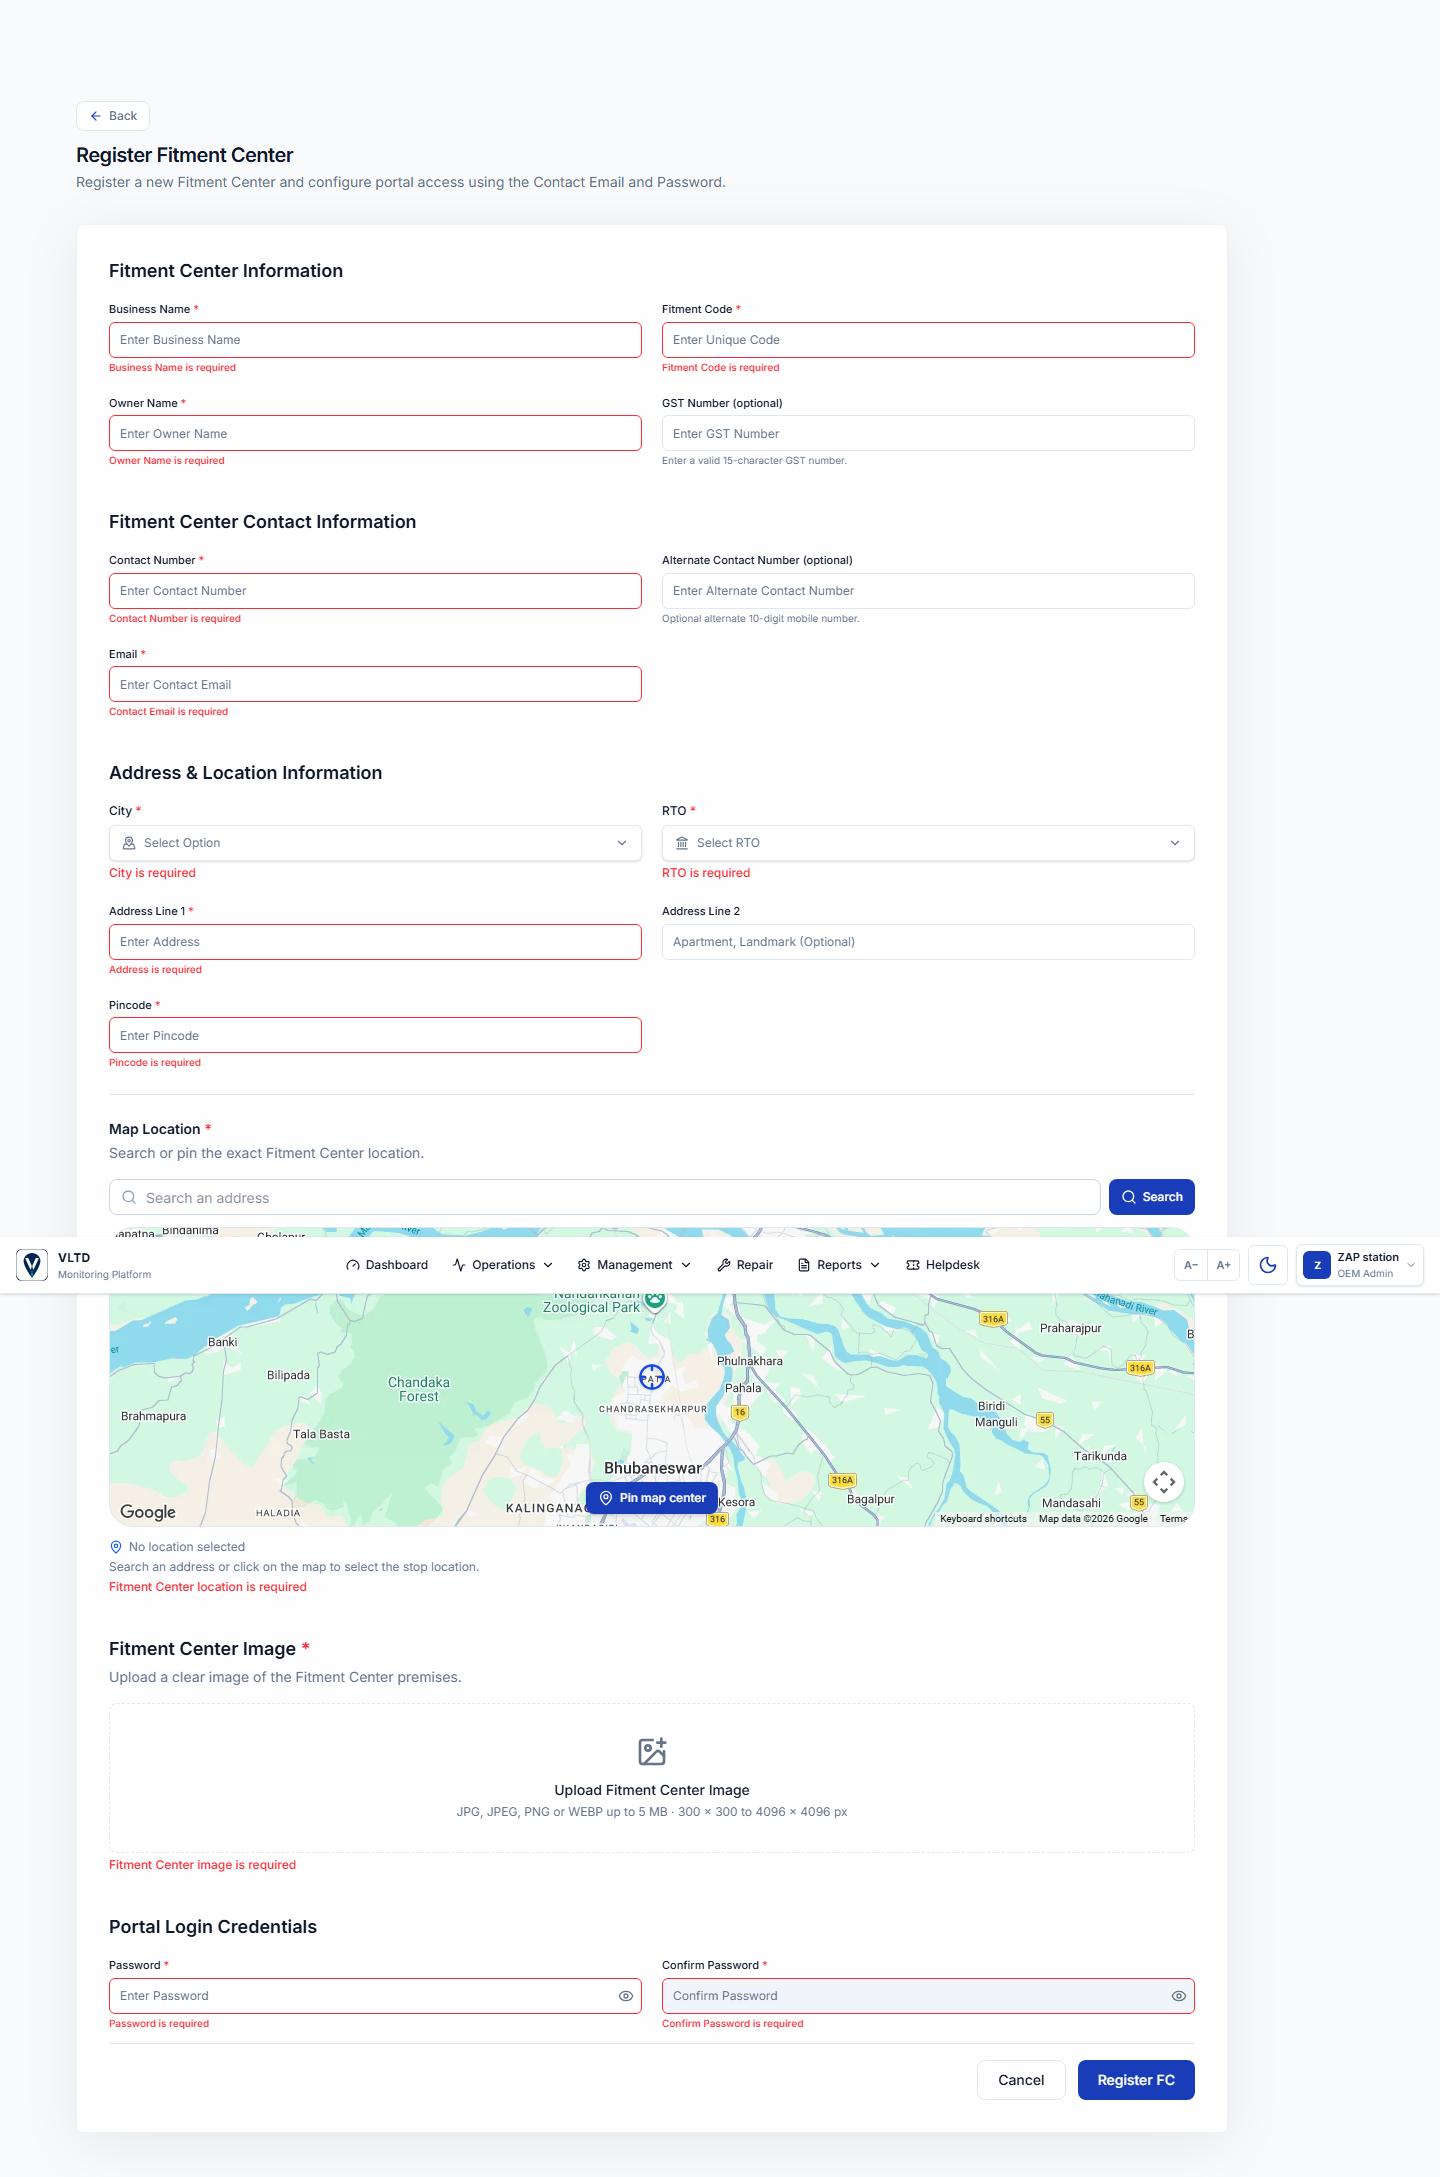 Back
Register Fitment Center
Register a new Fitment Center and configure portal access using the Contact Email and Password.
Fitment Center Information
Business Name *
Fitment Code *
Enter Business Name
Enter Unique Code
Business Name is required
Fitment Code is required
Owner Name *
GST Number (optional)
Enter Owner Name
Enter GST Number
Owner Name is required
Enter a valid 15-character GST number.
Fitment Center Contact Information
Contact Number *
Alternate Contact Number (optional)
Enter Contact Number
Enter Alternate Contact Number
Contact Number is required
Optional alternate 10-digit mobile number.
Email *
Enter Contact Email
Contact Email is required
Address & Location Information
City *
RTO *
Select Option
Select RTO
City is required
RTO is required
Address Line 1 *
Address Line 2
Enter Address
Apartment, Landmark (Optional)
Address is required
Pincode *
Enter Pincode
Pincode is required
Map Location *
Search or pin the exact Fitment Center location.
Search an address
Search
VLTD
Monitoring Platform
Dashboard
Operations
Management
Repair
Reports
Helpdesk
A−
A+
Z
ZAP station
OEM Admin
Zoological Park
316A
Praharajpur
Banki
Phulnakhara
316A
Bilipada
Chandaka
Forest
Pahala
Brahmapura
CHANDRASEKHARPUR
16
Biridi
Manguli
55
Tala Basta
Tarikunda
Bhubaneswar
316A
Pin map center
Kesora
Bagalpur
Mandasahi
55
Google
HALADIA
316
Keyboard shortcuts
Map data ©2026 Google
Terms
No location selected
Search an address or click on the map to select the stop location.
Fitment Center location is required
Fitment Center Image *
Upload a clear image of the Fitment Center premises.
Upload Fitment Center Image
JPG, JPEG, PNG or WEBP up to 5 MB · 300 × 300 to 4096 × 4096 px
Fitment Center image is required
Portal Login Credentials
Password *
Confirm Password *
Enter Password
Confirm Password
Password is required
Confirm Password is required
Cancel
Register FC